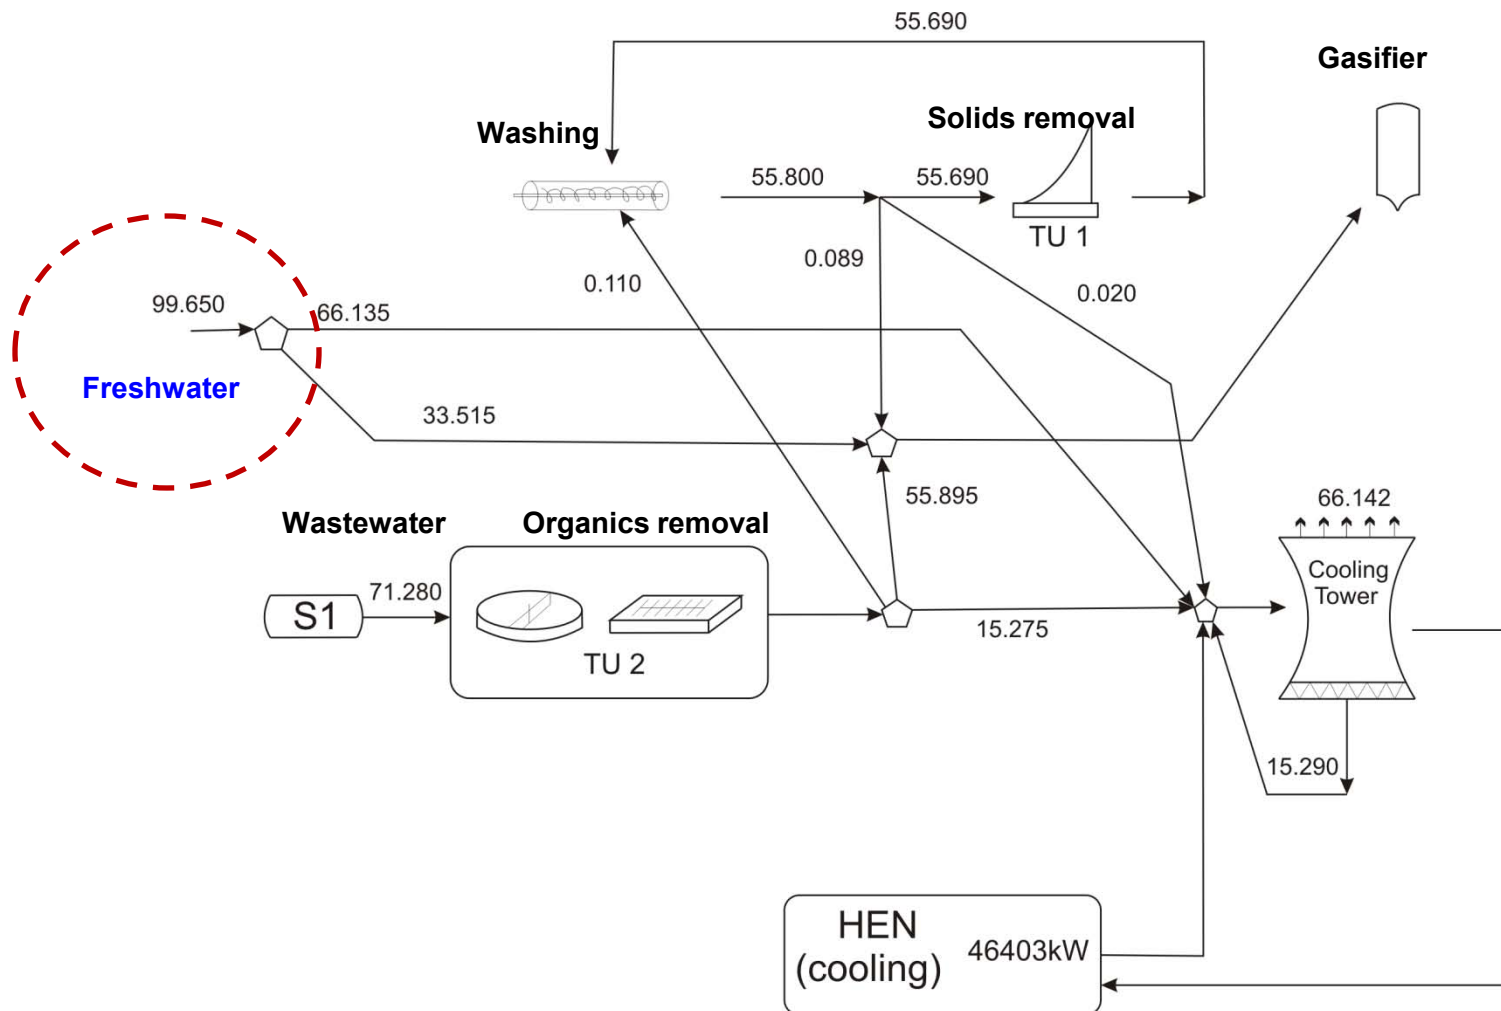 55.690
Gasifier
Washing
Solids removal
55.800
55.690
TU 1
0.110
0.089
0.020
99.650
66.135
Freshwater
33.515
55.895
66.142
Wastewater
Organics removal
71.280
S1
TU 2
15.275
Cooling
Tower
15.290
HEN
(cooling)
46403kW